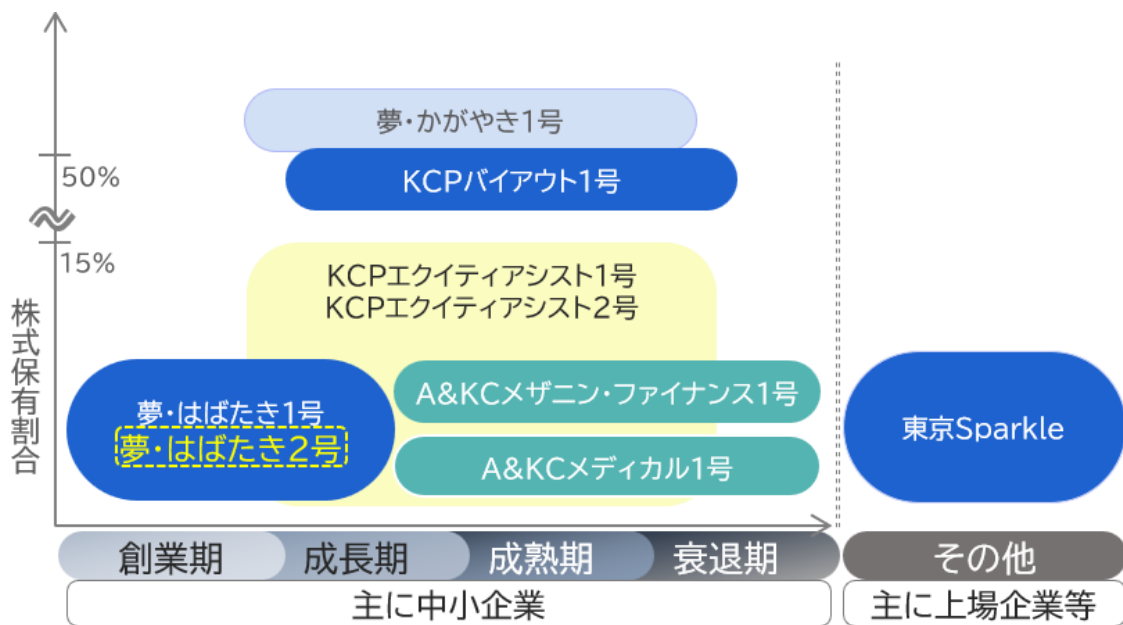 夢・かがやき1号
50%
KCPバイアウト1号
15%
KCPエクイティアシスト1号
KCPエクイティアシスト2号
株式保有割合
夢・はばたき1号
夢・はばたき2号
A&KCメザニン・ファイナンス1号
A&KCメディカル1号
東京Sparkle
創業期 成長期 成熟期 衰退期 その他
主に中小企業 主に上場企業等